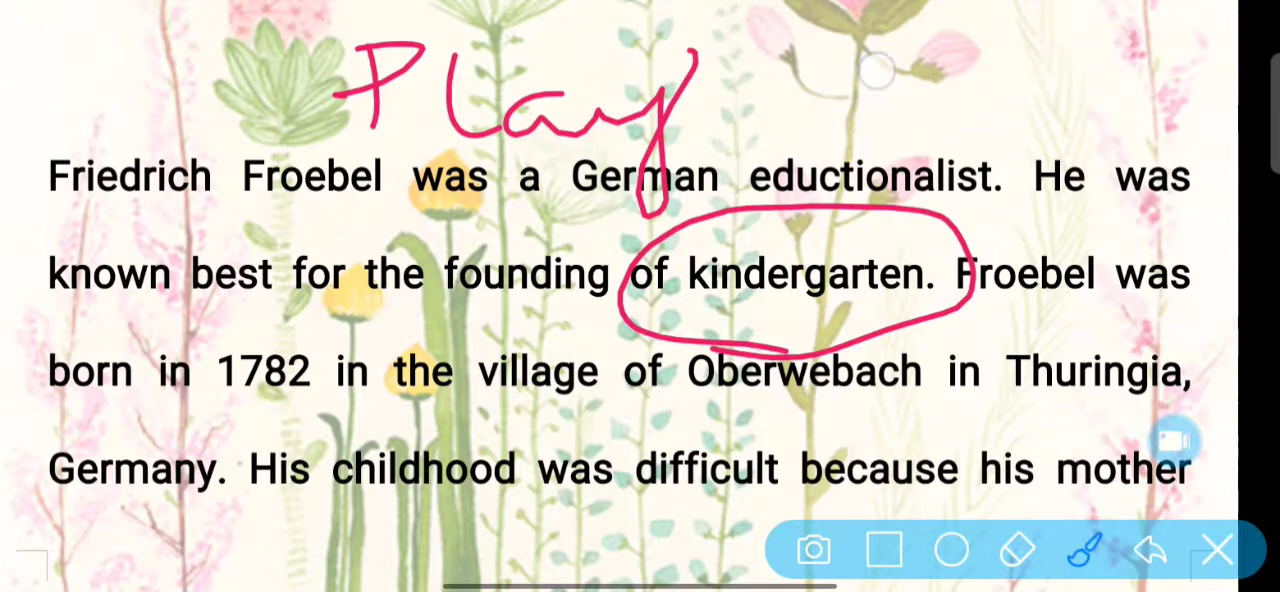 Play
Friedrich Froebel was a German eductionalist. He was
known best for the founding of kindergarten. Froebel was
born in 1782 in the village of Oberwebach in Thuringia,
Germany. His childhood was difficult because his mother